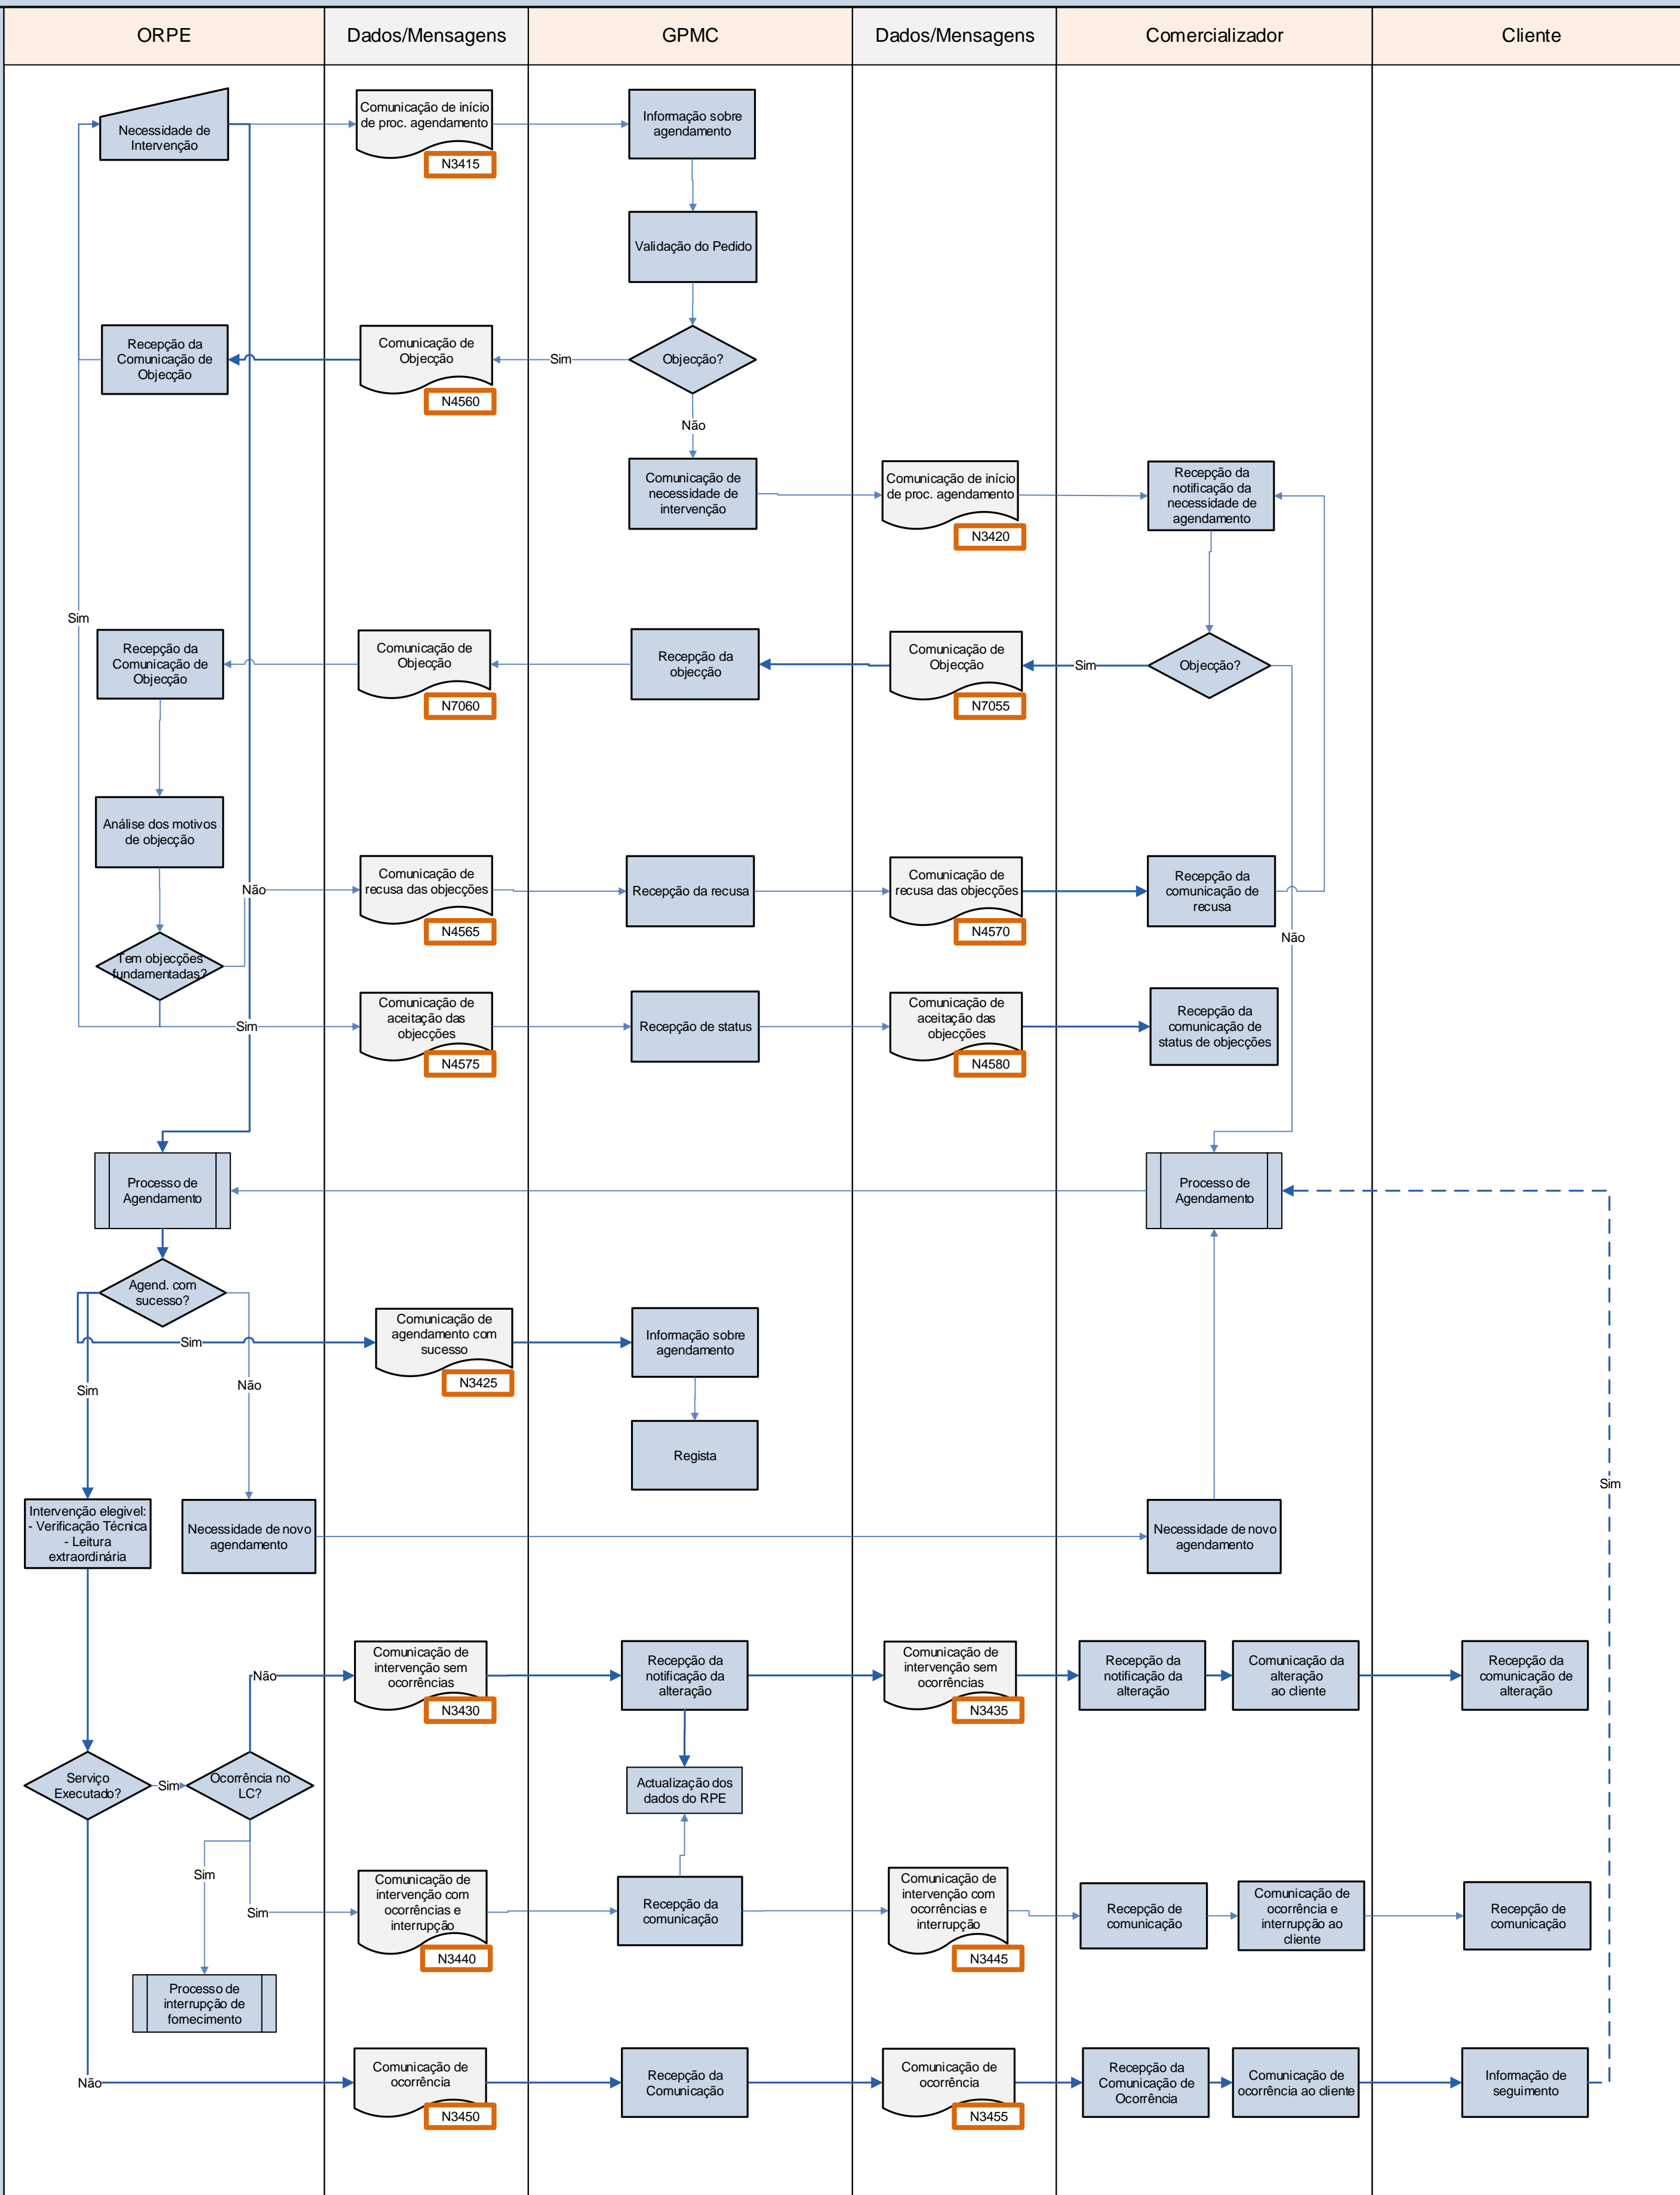 ORPE
Dados/Mensagens
GPMC
Dados/Mensagens
Comercializador
Cliente
Necessidade de
Intervenção
Comunicação de início
de proc. agendamento
N3415
Informação sobre
agendamento
Validação do Pedido
Recepção da
Comunicação de
Objecção
Comunicação de
Objecção
N4560
Sim
Objecção?
Não
Comunicação de
necessidade de
intervenção
Comunicação de início
de proc. agendamento
N3420
Recepção da
notificação da
necessidade de
agendamento
Sim
Recepção da
Comunicação de
Objecção
Comunicação de
Objecção
N7060
Recepção da
objecção
Comunicação de
Objecção
N7055
Sim
Objecção?
Análise dos motivos
de objecção
Não
Comunicação de
recusa das objecções
N4565
Recepção da recusa
Comunicação de
recusa das objecções
N4570
Recepção da
comunicação de
recusa
Não
Tem objecções
fundamentadas?
Sim
Comunicação de
aceitação das
objecções
N4575
Recepção de status
Comunicação de
aceitação das
objecções
N4580
Recepção da
comunicação de
status de objecções
Processo de
Agendamento
Processo de
Agendamento
Agend. com
sucesso?
Sim
Comunicação de
agendamento com
sucesso
N3425
Informação sobre
agendamento
Sim
Não
Regista
Sim
Intervenção elegivel:
- Verificação Técnica
- Leitura
extraordinária
Necessidade de novo
agendamento
Necessidade de novo
agendamento
Não
Comunicação de
intervenção sem
ocorrências
N3430
Recepção da
notificação da
alteração
Comunicação de
intervenção sem
ocorrências
N3435
Recepção da
notificação da
alteração
Comunicação da
alteração
ao cliente
Recepção da
comunicação de
alteração
Serviço
Executado?
Sim
Ocorrência no
LC?
Actualização dos
dados do RPE
Sim
Sim
Comunicação de
intervenção com
ocorrências e
interrupção
N3440
Recepção da
comunicação
Comunicação de
intervenção com
ocorrências e
interrupção
N3445
Recepção de
comunicação
Comunicação de
ocorrência e
interrupção ao
cliente
Recepção de
comunicação
Processo de
interrupção de
fornecimento
Não
Comunicação de
ocorrência
N3450
Recepção da
Comunicação
Comunicação de
ocorrência
N3455
Recepção da
Comunicação de
Ocorrência
Comunicação de
ocorrência ao cliente
Informação de
seguimento